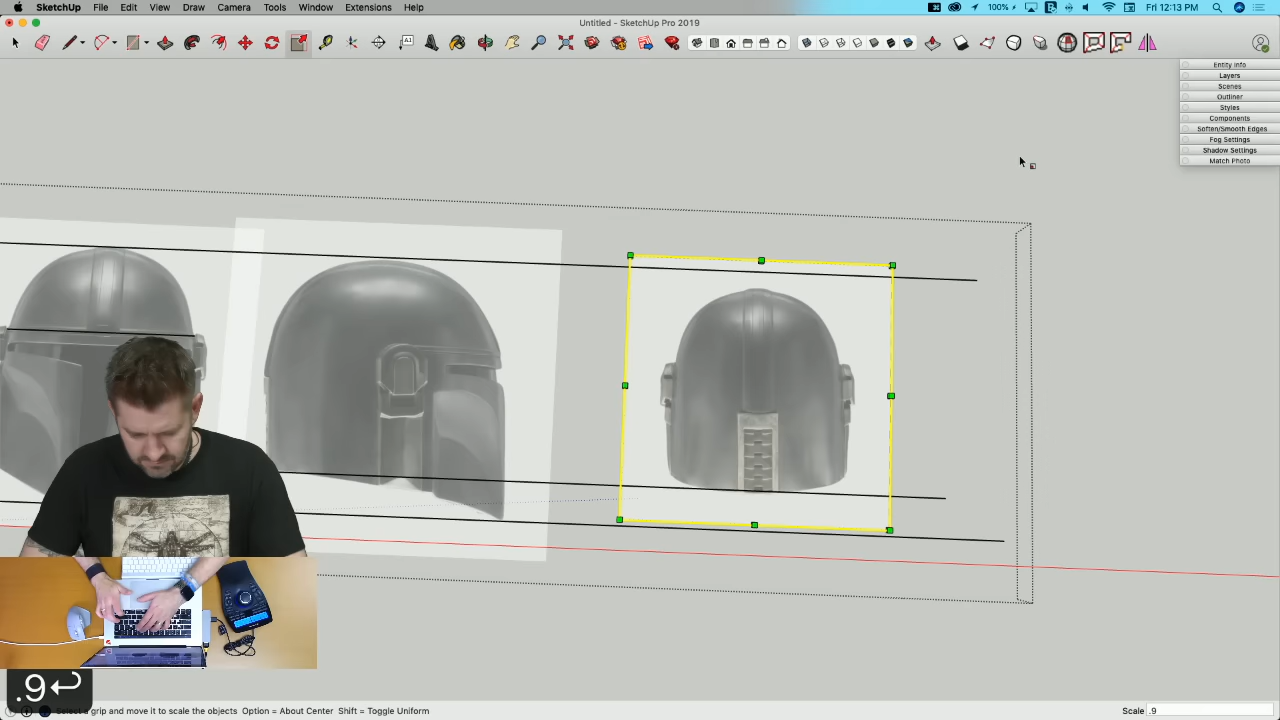 SketchUp File Edit View Draw Camera Tools Window Extensions Help
100% Fri 12:13 PM
Untitled - SketchUp Pro 2019
A1
Entity Info
Layers
Scenes
Outliner
Styles
Components
Soften/Smooth Edges
Fog Settings
Shadow Settings
Match Photo
.9↩
Select a grip and move it to scale the objects Option = About Center Shift = Toggle Uniform
Scale .9